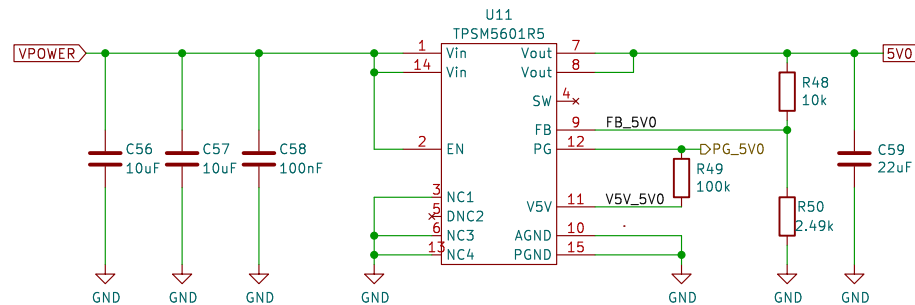 U11
TPSM5601R5
VPOWER
1 Vin Vout 7
14 Vin Vout 8
5V0
R48
10k
SW 4
FB 9 FB_5V0
C56
10uF
C57
10uF
C58
100nF
2 EN PG 12 PG_5V0
C59
22uF
R49
100k
3 NC1
V5V 11 V5V_5V0
5 DNC2
R50
2.49k
6 NC3 AGND 10
13 NC4 PGND 15
GND GND GND GND GND GND GND